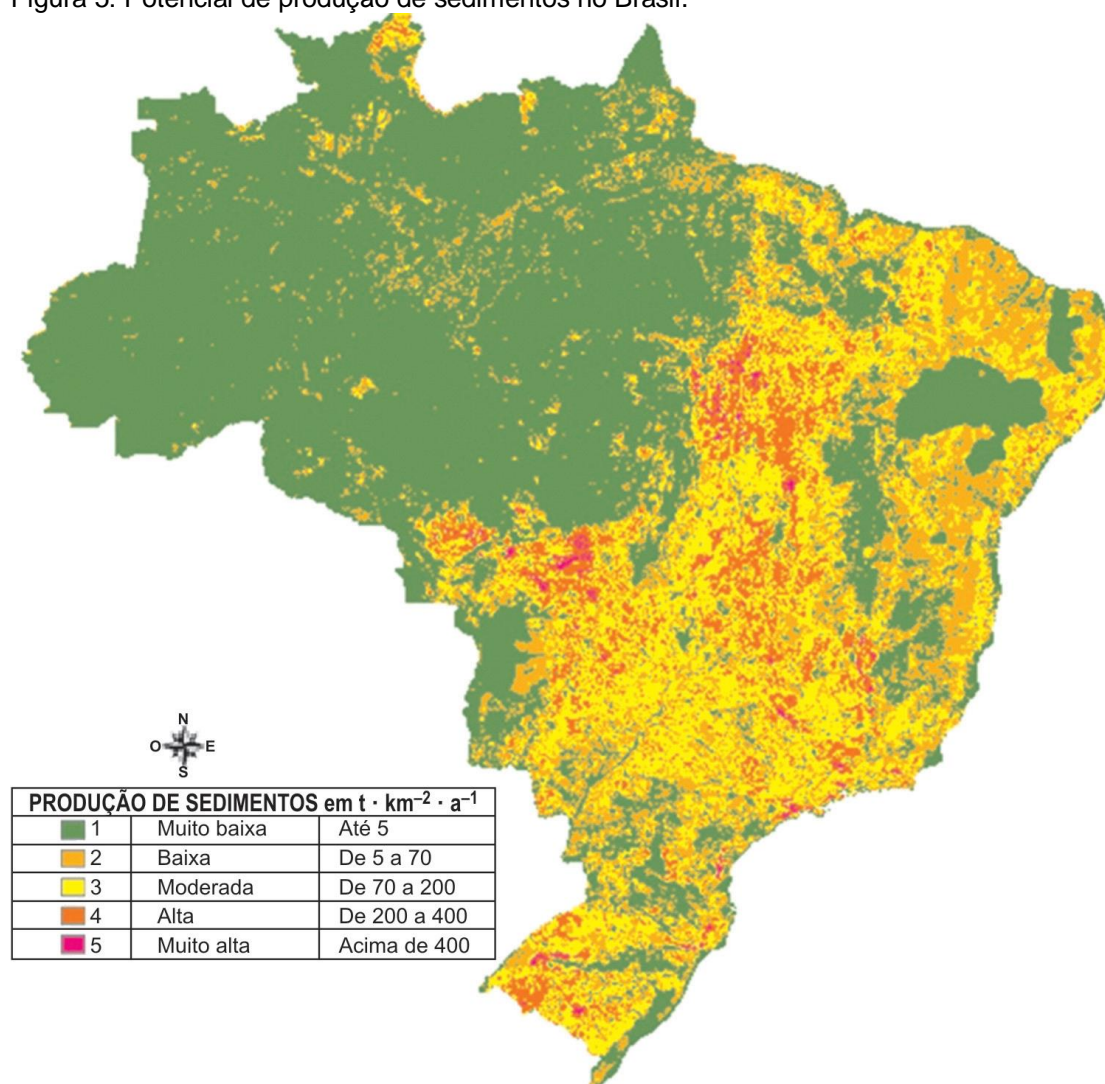 Figura 5. Potencial de produção de sedimentos no Brasil.
N
O E
S
PRODUÇÃO DE SEDIMENTOS em t · km⁻² · a⁻¹
1 Muito baixa Até 5
2 Baixa De 5 a 70
3 Moderada De 70 a 200
4 Alta De 200 a 400
5 Muito alta Acima de 400